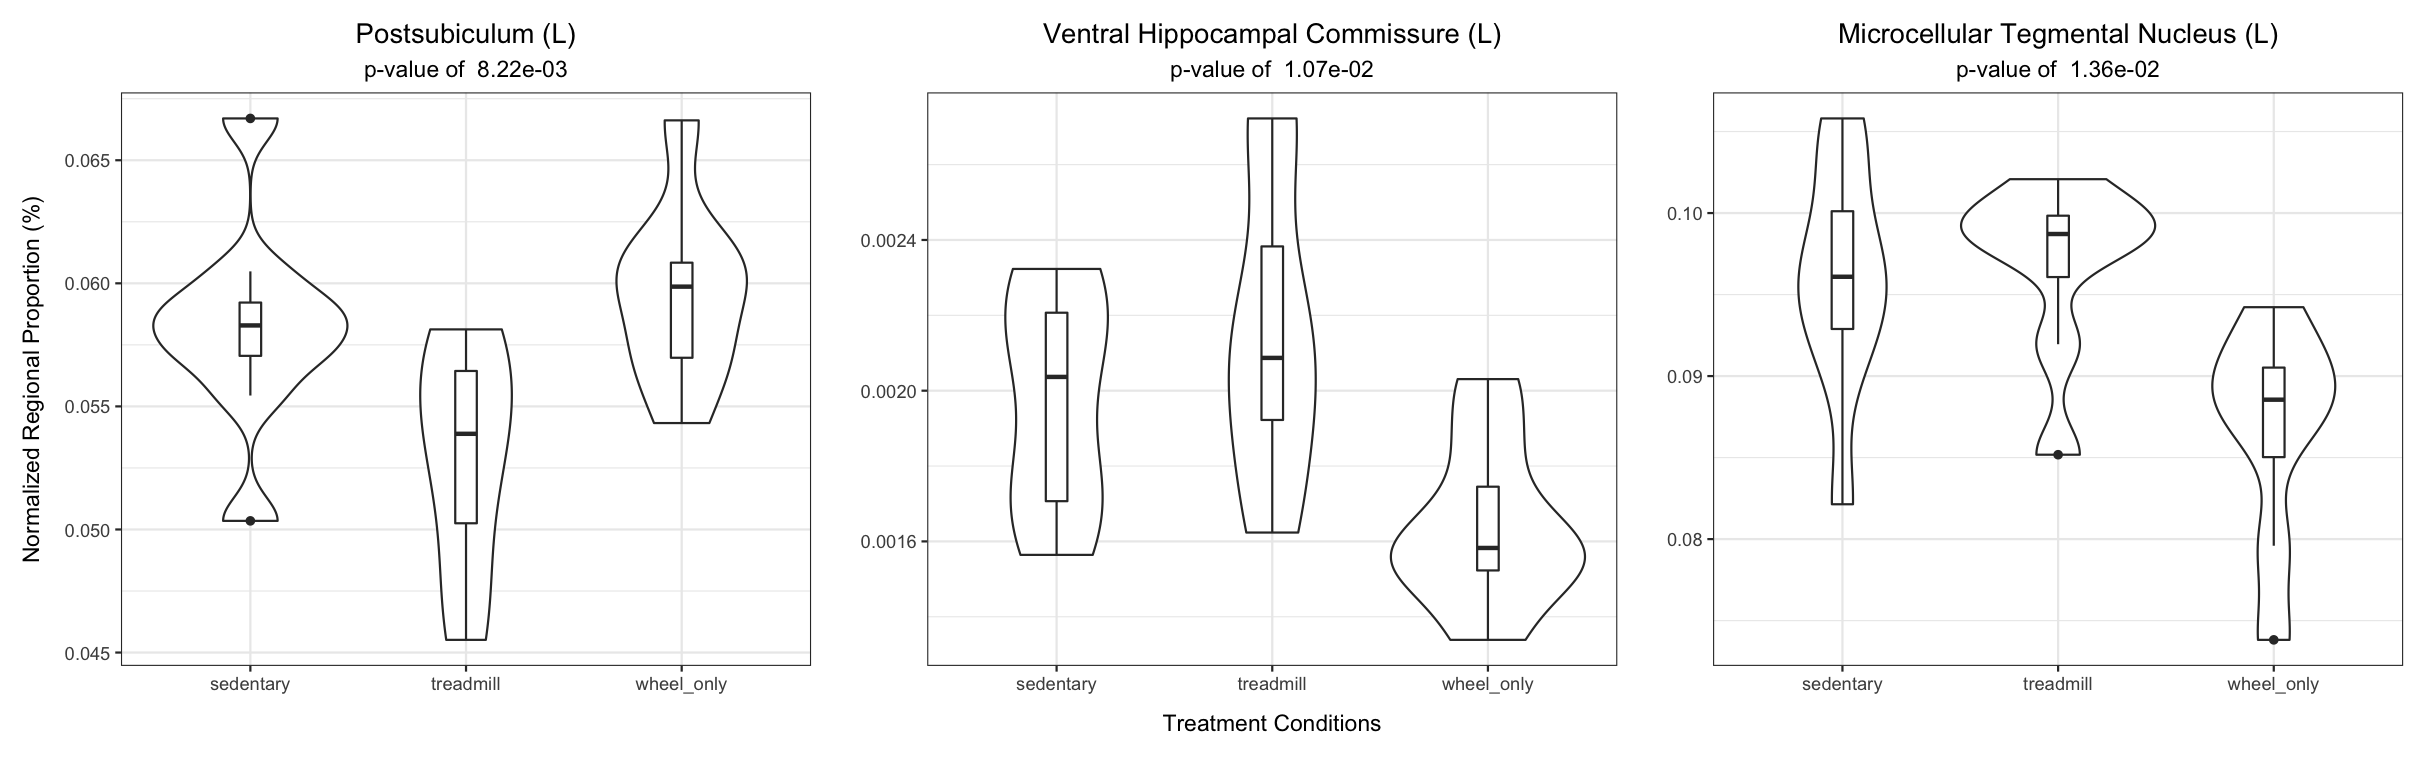 Postsubiculum (L)
p-value of  8.22e-03
Ventral Hippocampal Commissure (L)
p-value of  1.07e-02
Microcellular Tegmental Nucleus (L)
p-value of  1.36e-02
Normalized Regional Proportion (%)
0.065
0.060
0.055
0.050
0.045
sedentary treadmill wheel_only
0.0024
0.0020
0.0016
sedentary treadmill wheel_only
0.10
0.09
0.08
sedentary treadmill wheel_only
Treatment Conditions